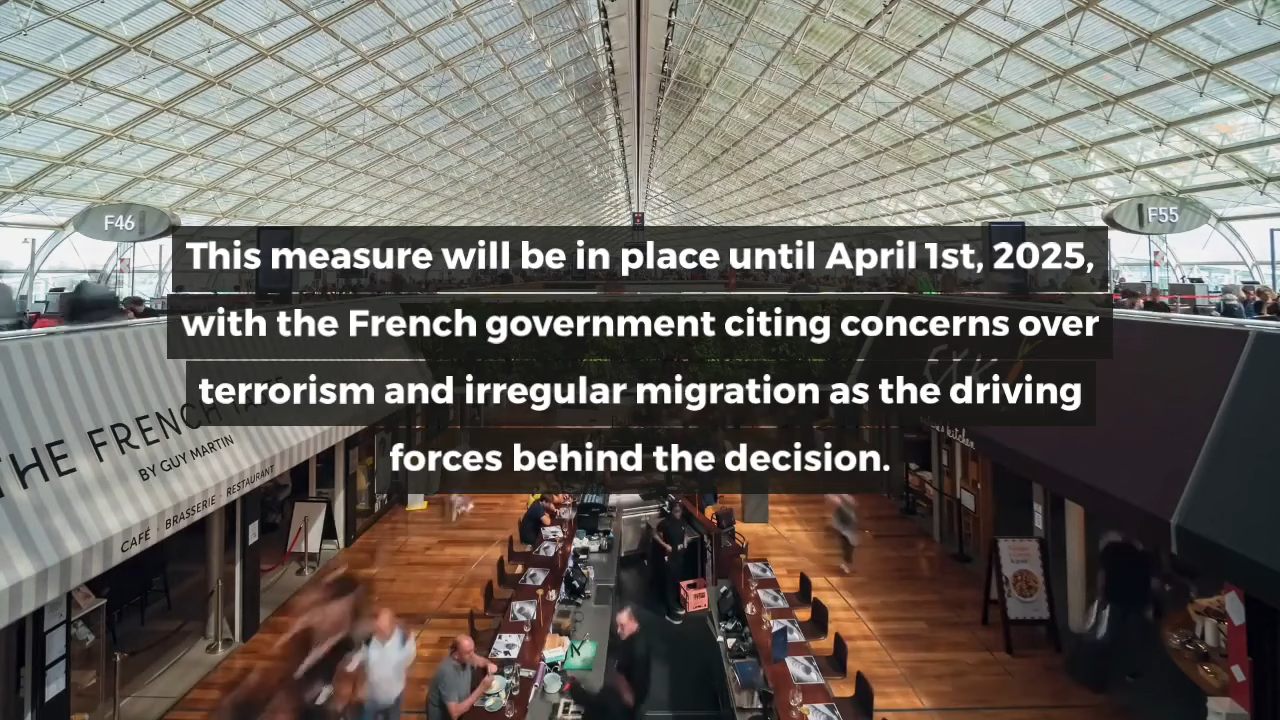 F46
F55
This measure will be in place until April 1st, 2025,
with the French government citing concerns over
terrorism and irregular migration as the driving
forces behind the decision.
THE FRENCH
BY GUY MARTIN
CAFÉ · BRASSERIE · RESTAURANT
kitchen